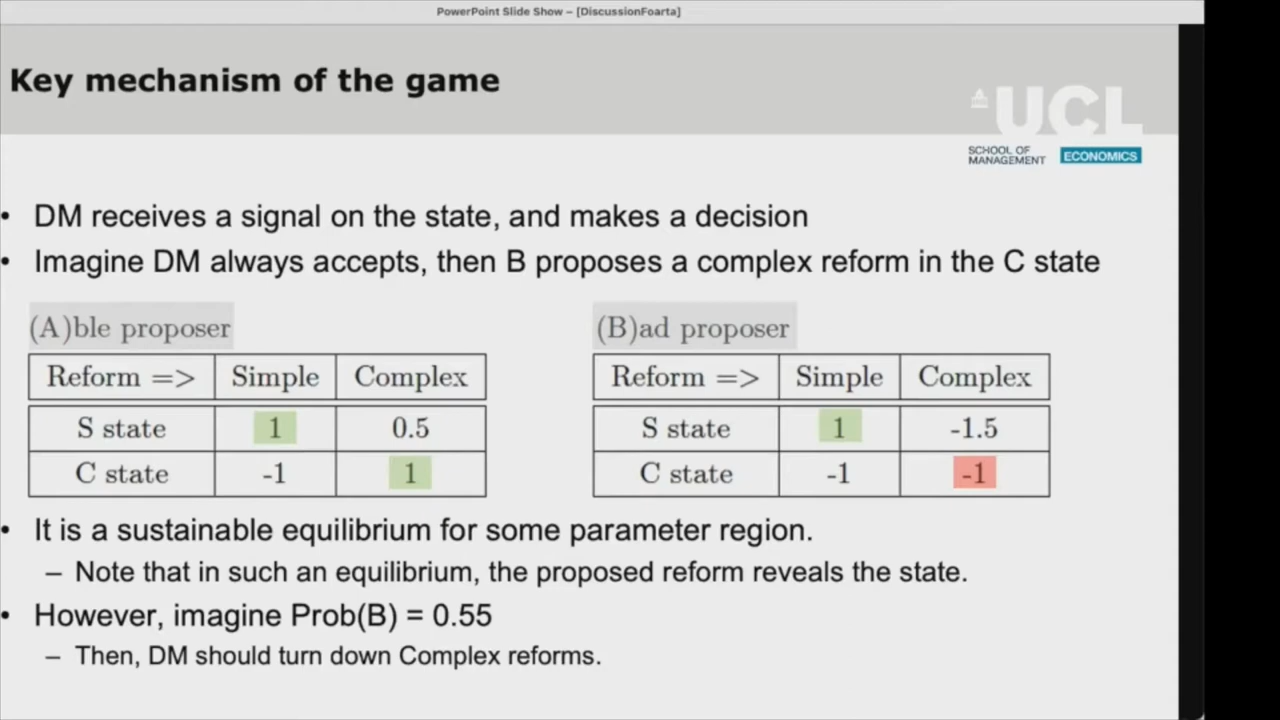 PowerPoint Slide Show – [DiscussionFoarta]
Key mechanism of the game
UCL
SCHOOL OF
MANAGEMENT
ECONOMICS
• DM receives a signal on the state, and makes a decision
• Imagine DM always accepts, then B proposes a complex reform in the C state
(A)ble proposer
Reform => Simple Complex
S state 1 0.5
C state -1 1
(B)ad proposer
Reform => Simple Complex
S state 1 -1.5
C state -1 -1
• It is a sustainable equilibrium for some parameter region.
– Note that in such an equilibrium, the proposed reform reveals the state.
• However, imagine Prob(B) = 0.55
– Then, DM should turn down Complex reforms.